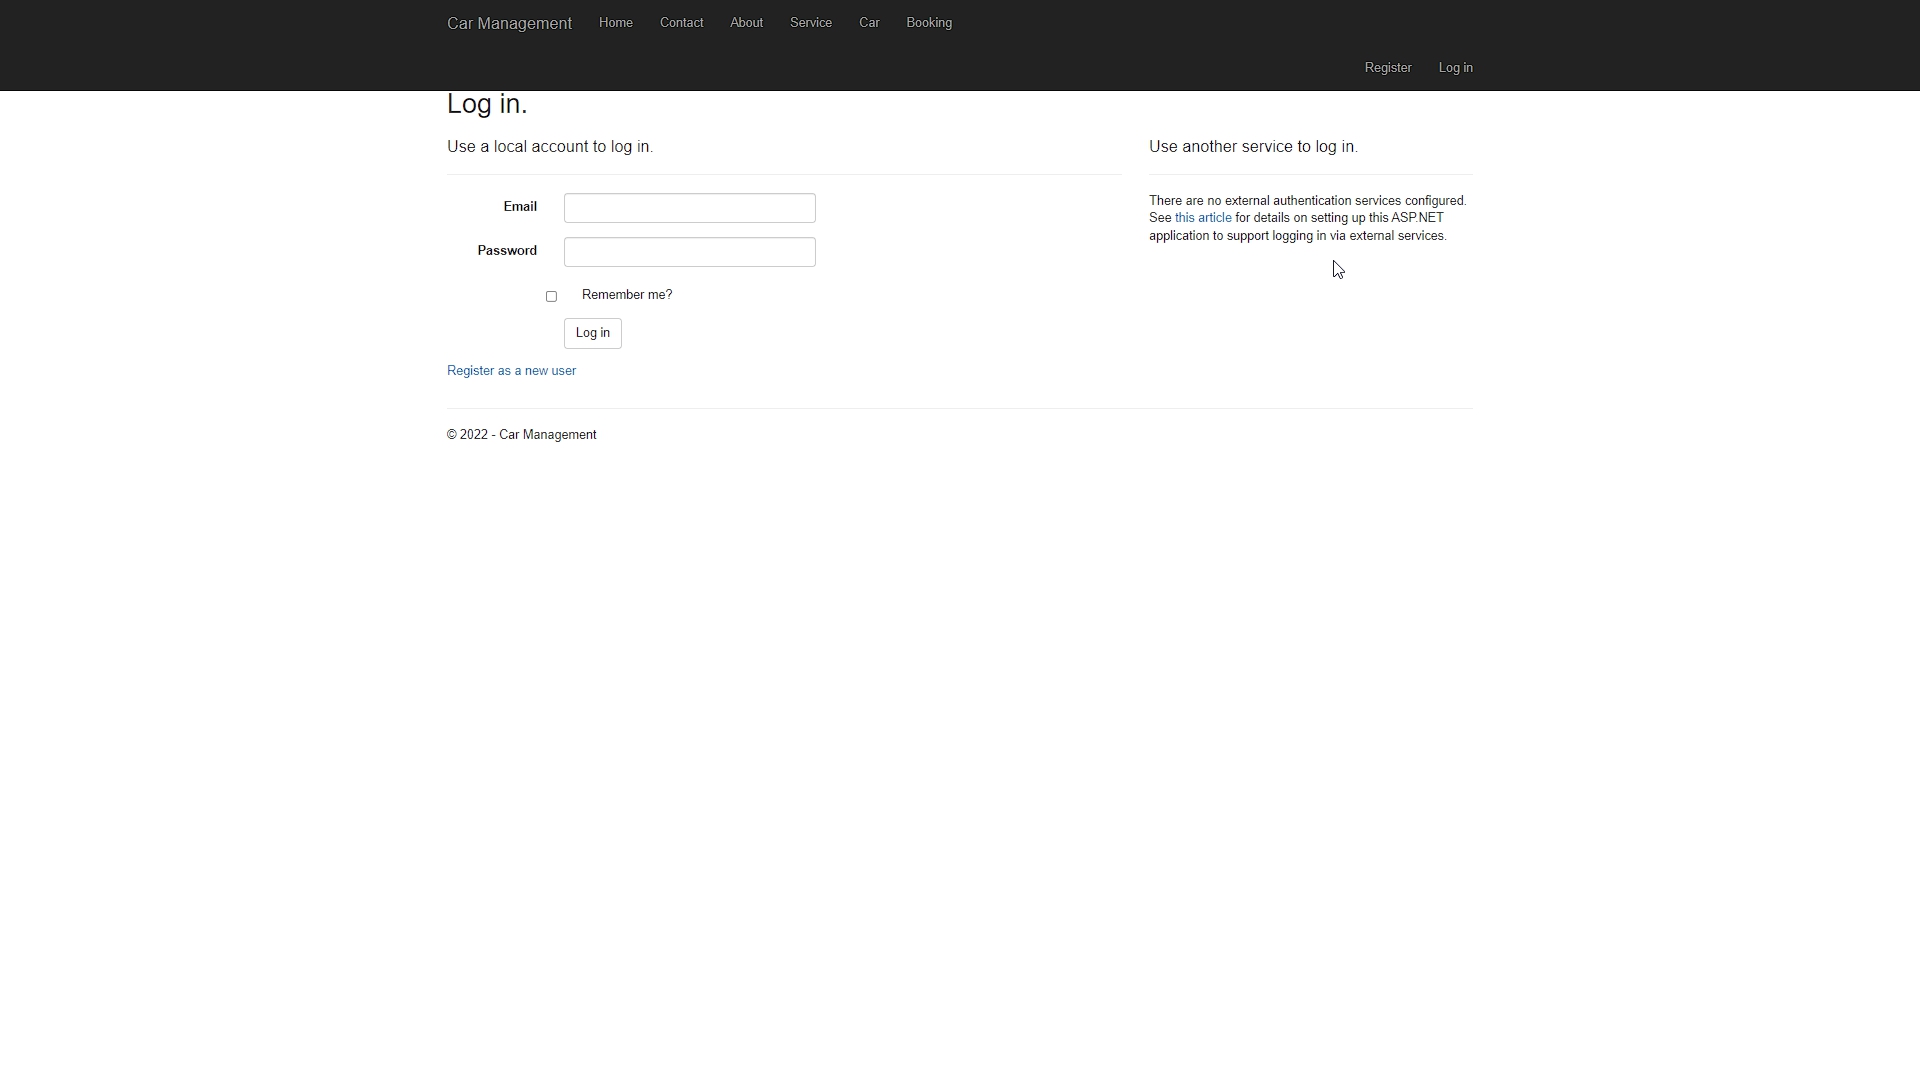 Car Management Home Contact About Service Car Booking
Register Log in
Log in.
Use a local account to log in.
Email
Password
Remember me?
Log in
Register as a new user
Use another service to log in.
There are no external authentication services configured.
See this article for details on setting up this ASP.NET
application to support logging in via external services.
© 2022 - Car Management